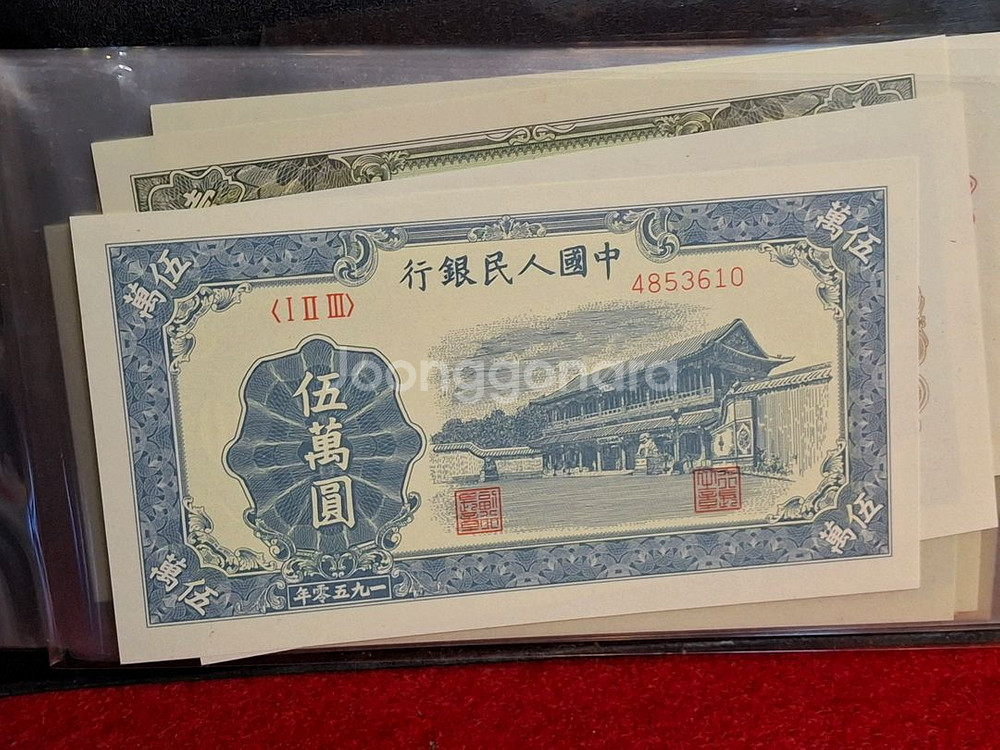 中國人民銀行
伍萬
伍萬
〈I II III〉
4853610
Joonggonara
伍萬圓
伍萬
伍萬
一九五零年